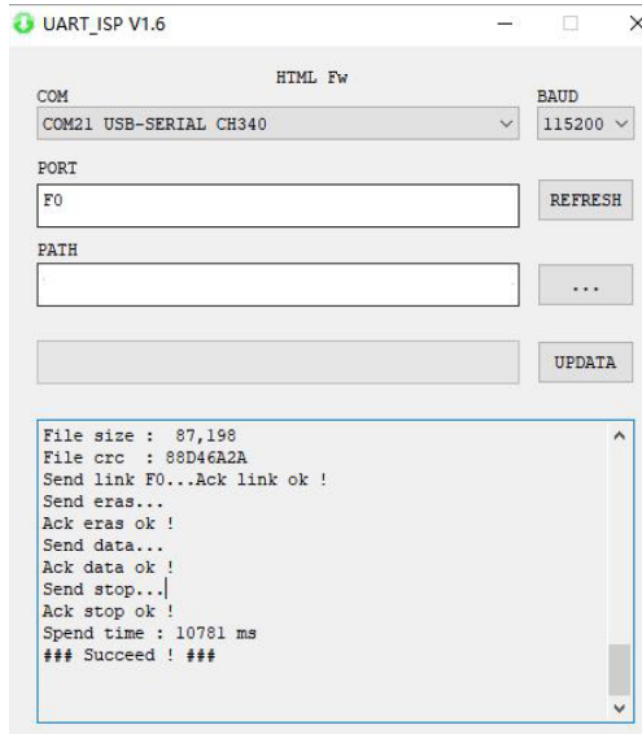 UART_ISP V1.6
HTML Fw
COM
BAUD
COM21 USB-SERIAL CH340
115200
PORT
F0
REFRESH
PATH
...
UPDATA
File size :  87,198
File crc  : 88D46A2A
Send link F0...Ack link ok !
Send eras...
Ack eras ok !
Send data...
Ack data ok !
Send stop...
Ack stop ok !
Spend time : 10781 ms
### Succeed ! ###